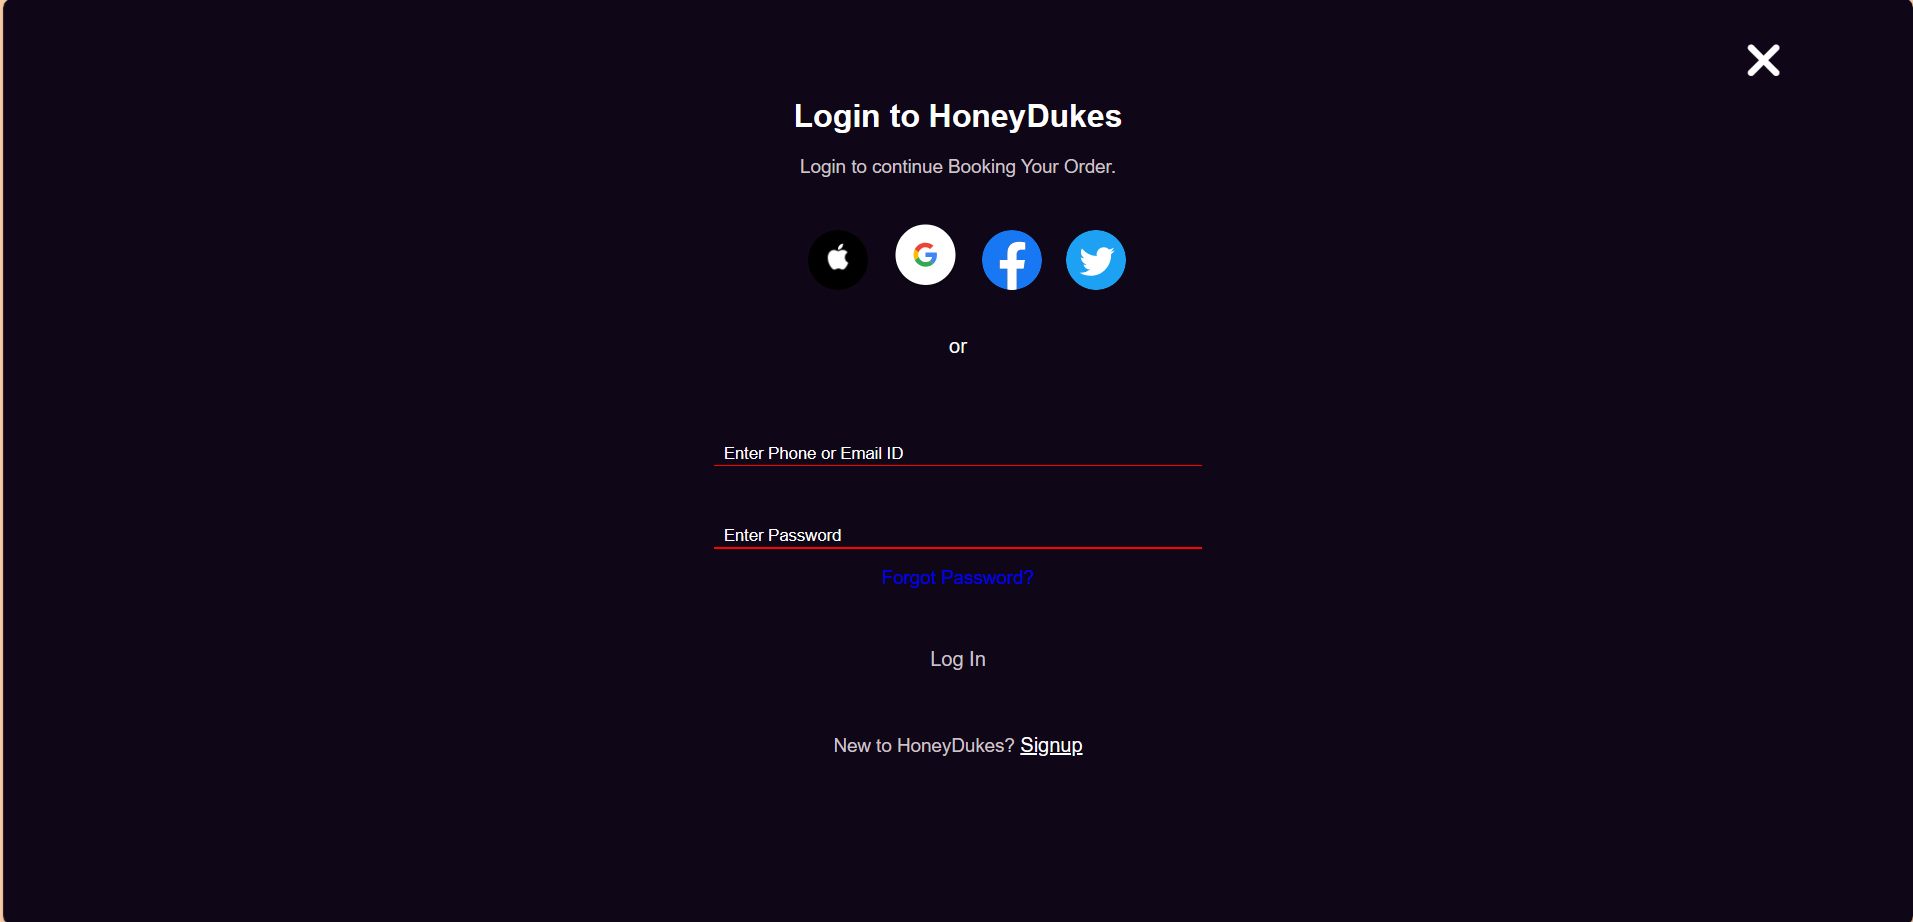 Login to HoneyDukes
Login to continue Booking Your Order.
or
Enter Phone or Email ID
Enter Password
Forgot Password?
Log In
New to HoneyDukes? Signup